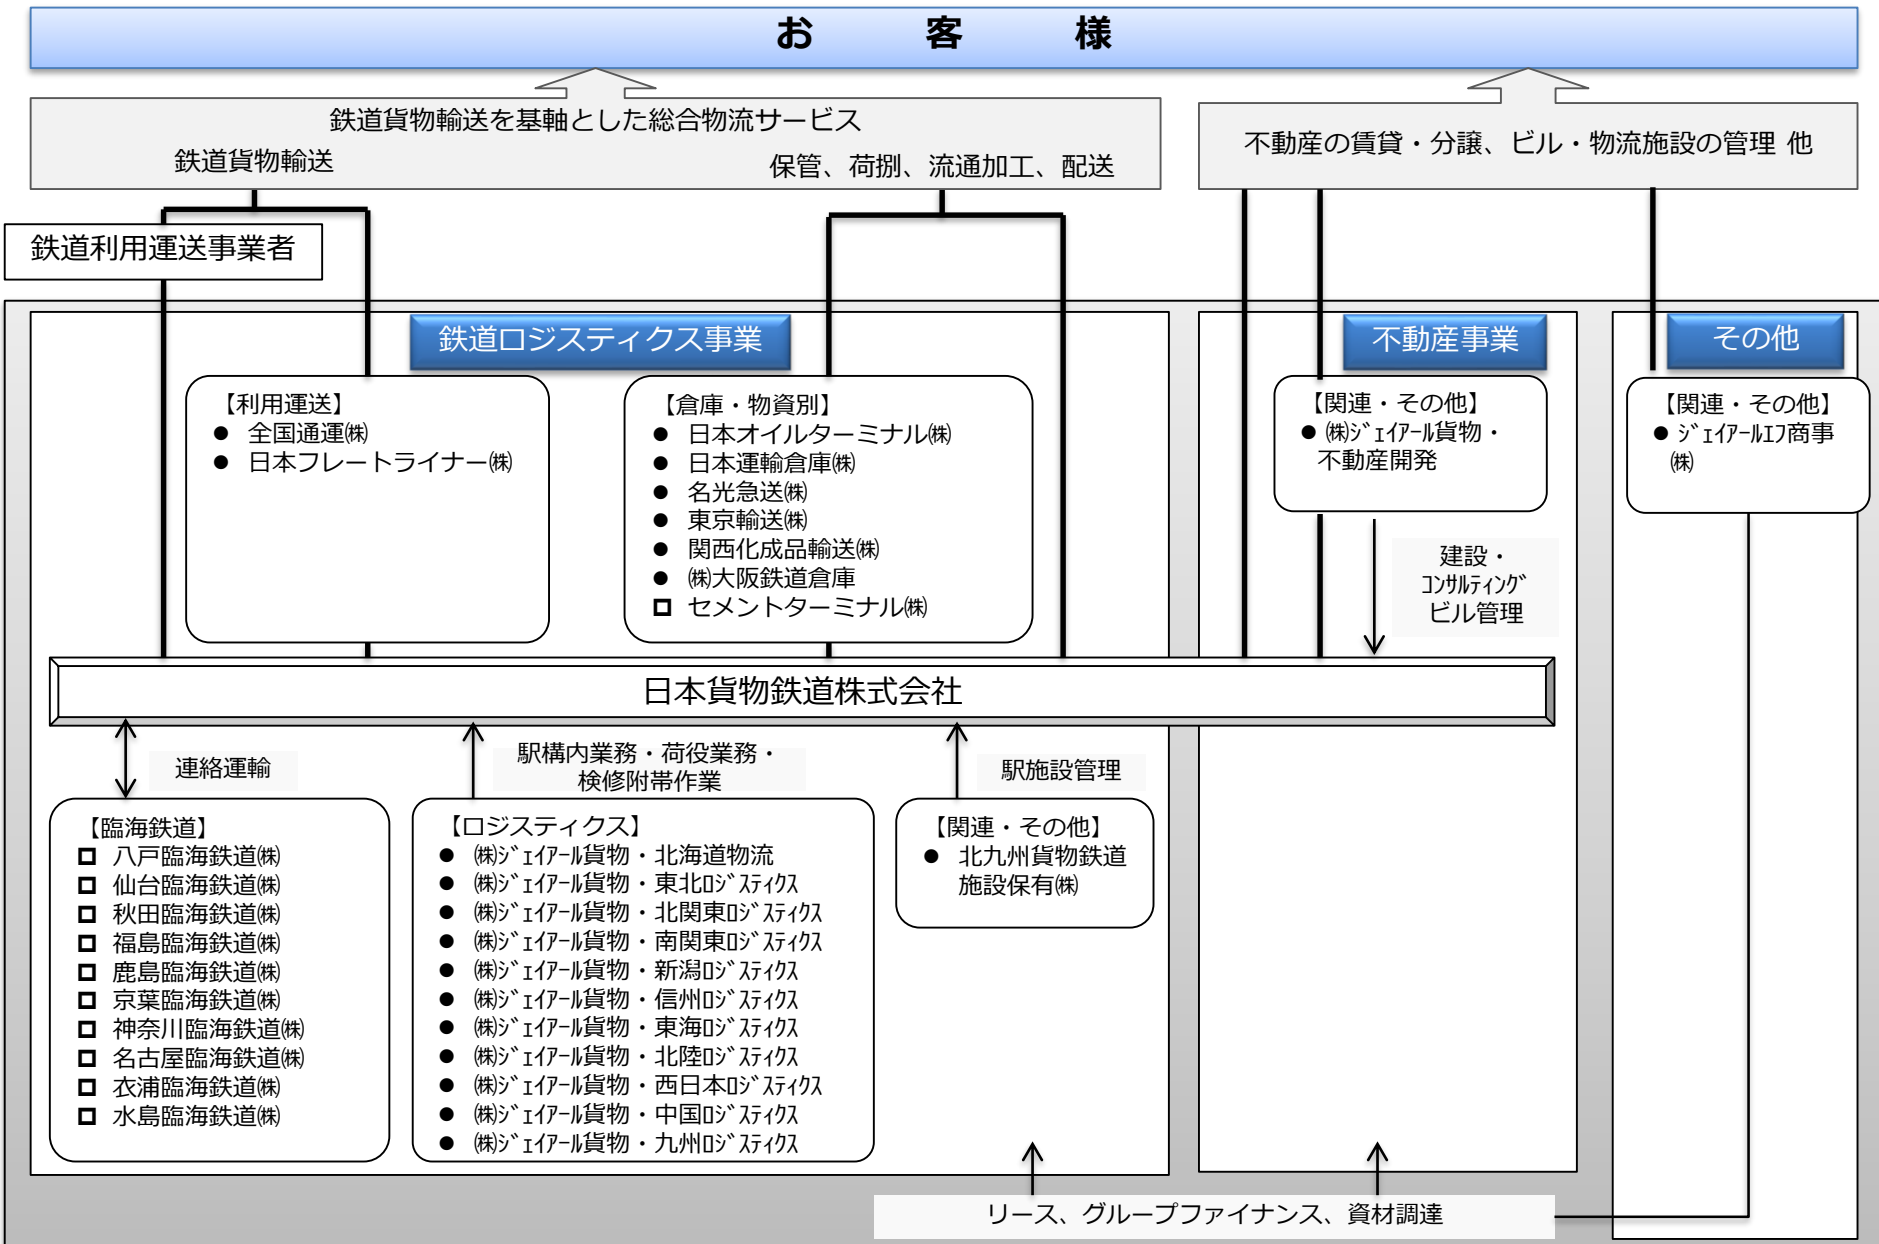 お 客 様
鉄道貨物輸送を基軸とした総合物流サービス
鉄道貨物輸送
保管、荷捌、流通加工、配送
不動産の賃貸・分譲、ビル・物流施設の管理 他
鉄道利用運送事業者
鉄道ロジスティクス事業
不動産事業
その他
【利用運送】
● 全国通運㈱
● 日本フレートライナー㈱
【倉庫・物資別】
● 日本オイルターミナル㈱
● 日本運輸倉庫㈱
● 名光急送㈱
● 東京輸送㈱
● 関西化成品輸送㈱
● ㈱大阪鉄道倉庫
□ セメントターミナル㈱
【関連・その他】
● ㈱ｼﾞｪｲｱｰﾙ貨物・
不動産開発
【関連・その他】
● ｼﾞｪｲｱｰﾙｴﾌ商事
㈱
建設・
ｺﾝｻﾙﾃｨﾝｸﾞ
ビル管理
日本貨物鉄道株式会社
連絡運輸
駅構内業務・荷役業務・
検修附帯作業
駅施設管理
【臨海鉄道】
□ 八戸臨海鉄道㈱
□ 仙台臨海鉄道㈱
□ 秋田臨海鉄道㈱
□ 福島臨海鉄道㈱
□ 鹿島臨海鉄道㈱
□ 京葉臨海鉄道㈱
□ 神奈川臨海鉄道㈱
□ 名古屋臨海鉄道㈱
□ 衣浦臨海鉄道㈱
□ 水島臨海鉄道㈱
【ロジスティクス】
● ㈱ｼﾞｪｲｱｰﾙ貨物・北海道物流
● ㈱ｼﾞｪｲｱｰﾙ貨物・東北ﾛｼﾞｽﾃｨｸｽ
● ㈱ｼﾞｪｲｱｰﾙ貨物・北関東ﾛｼﾞｽﾃｨｸｽ
● ㈱ｼﾞｪｲｱｰﾙ貨物・南関東ﾛｼﾞｽﾃｨｸｽ
● ㈱ｼﾞｪｲｱｰﾙ貨物・新潟ﾛｼﾞｽﾃｨｸｽ
● ㈱ｼﾞｪｲｱｰﾙ貨物・信州ﾛｼﾞｽﾃｨｸｽ
● ㈱ｼﾞｪｲｱｰﾙ貨物・東海ﾛｼﾞｽﾃｨｸｽ
● ㈱ｼﾞｪｲｱｰﾙ貨物・北陸ﾛｼﾞｽﾃｨｸｽ
● ㈱ｼﾞｪｲｱｰﾙ貨物・西日本ﾛｼﾞｽﾃｨｸｽ
● ㈱ｼﾞｪｲｱｰﾙ貨物・中国ﾛｼﾞｽﾃｨｸｽ
● ㈱ｼﾞｪｲｱｰﾙ貨物・九州ﾛｼﾞｽﾃｨｸｽ
【関連・その他】
● 北九州貨物鉄道
施設保有㈱
リース、グループファイナンス、資材調達